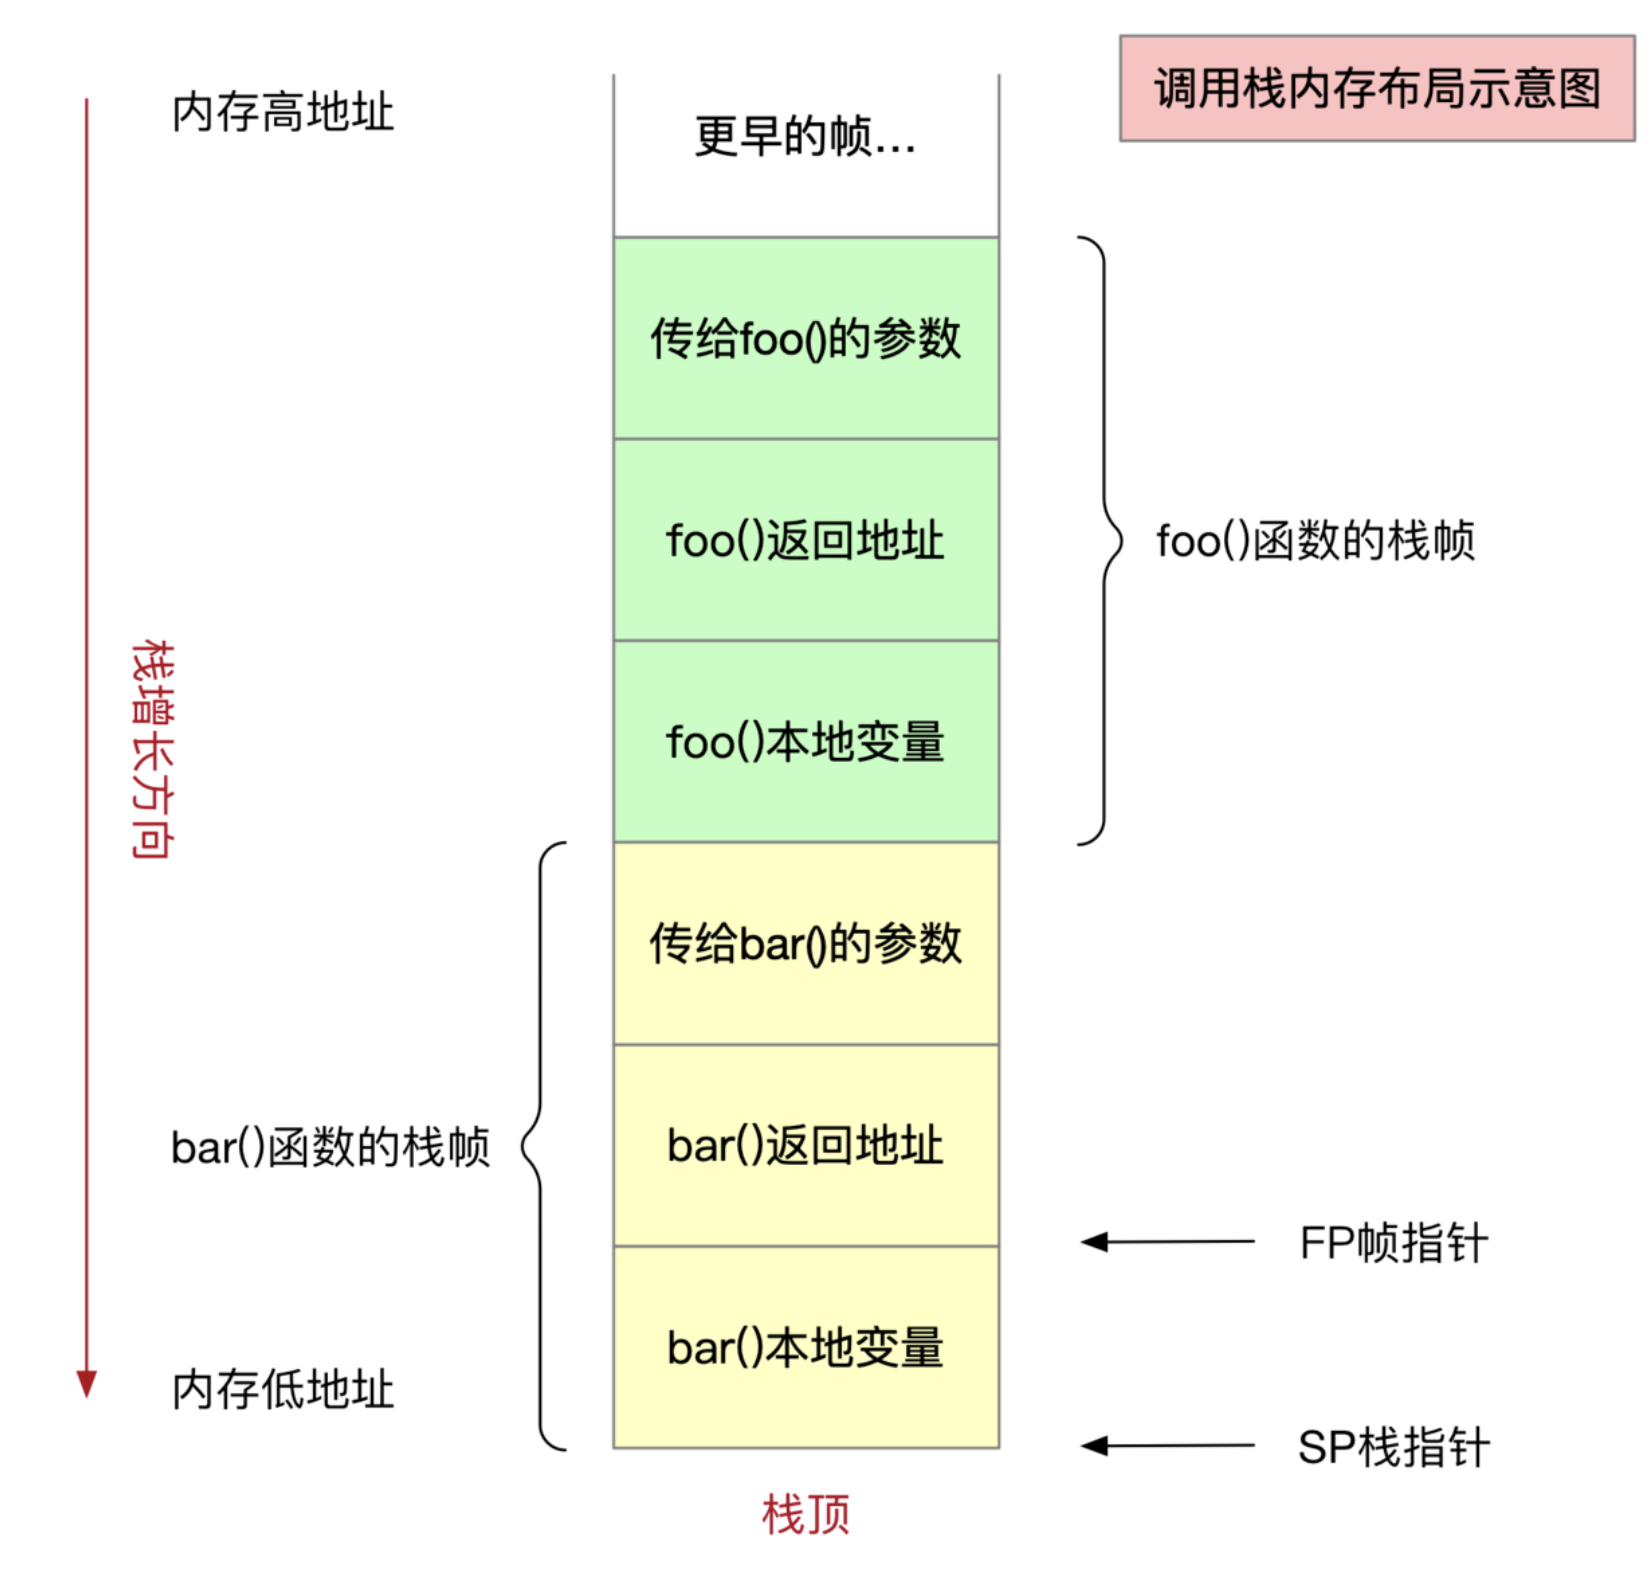 调用栈内存布局示意图
内存高地址
更早的帧...
传给foo()的参数
foo()返回地址
foo()函数的栈帧
栈增长方向
foo()本地变量
传给bar()的参数
bar()函数的栈帧
bar()返回地址
FP帧指针
bar()本地变量
内存低地址
SP栈指针
栈顶